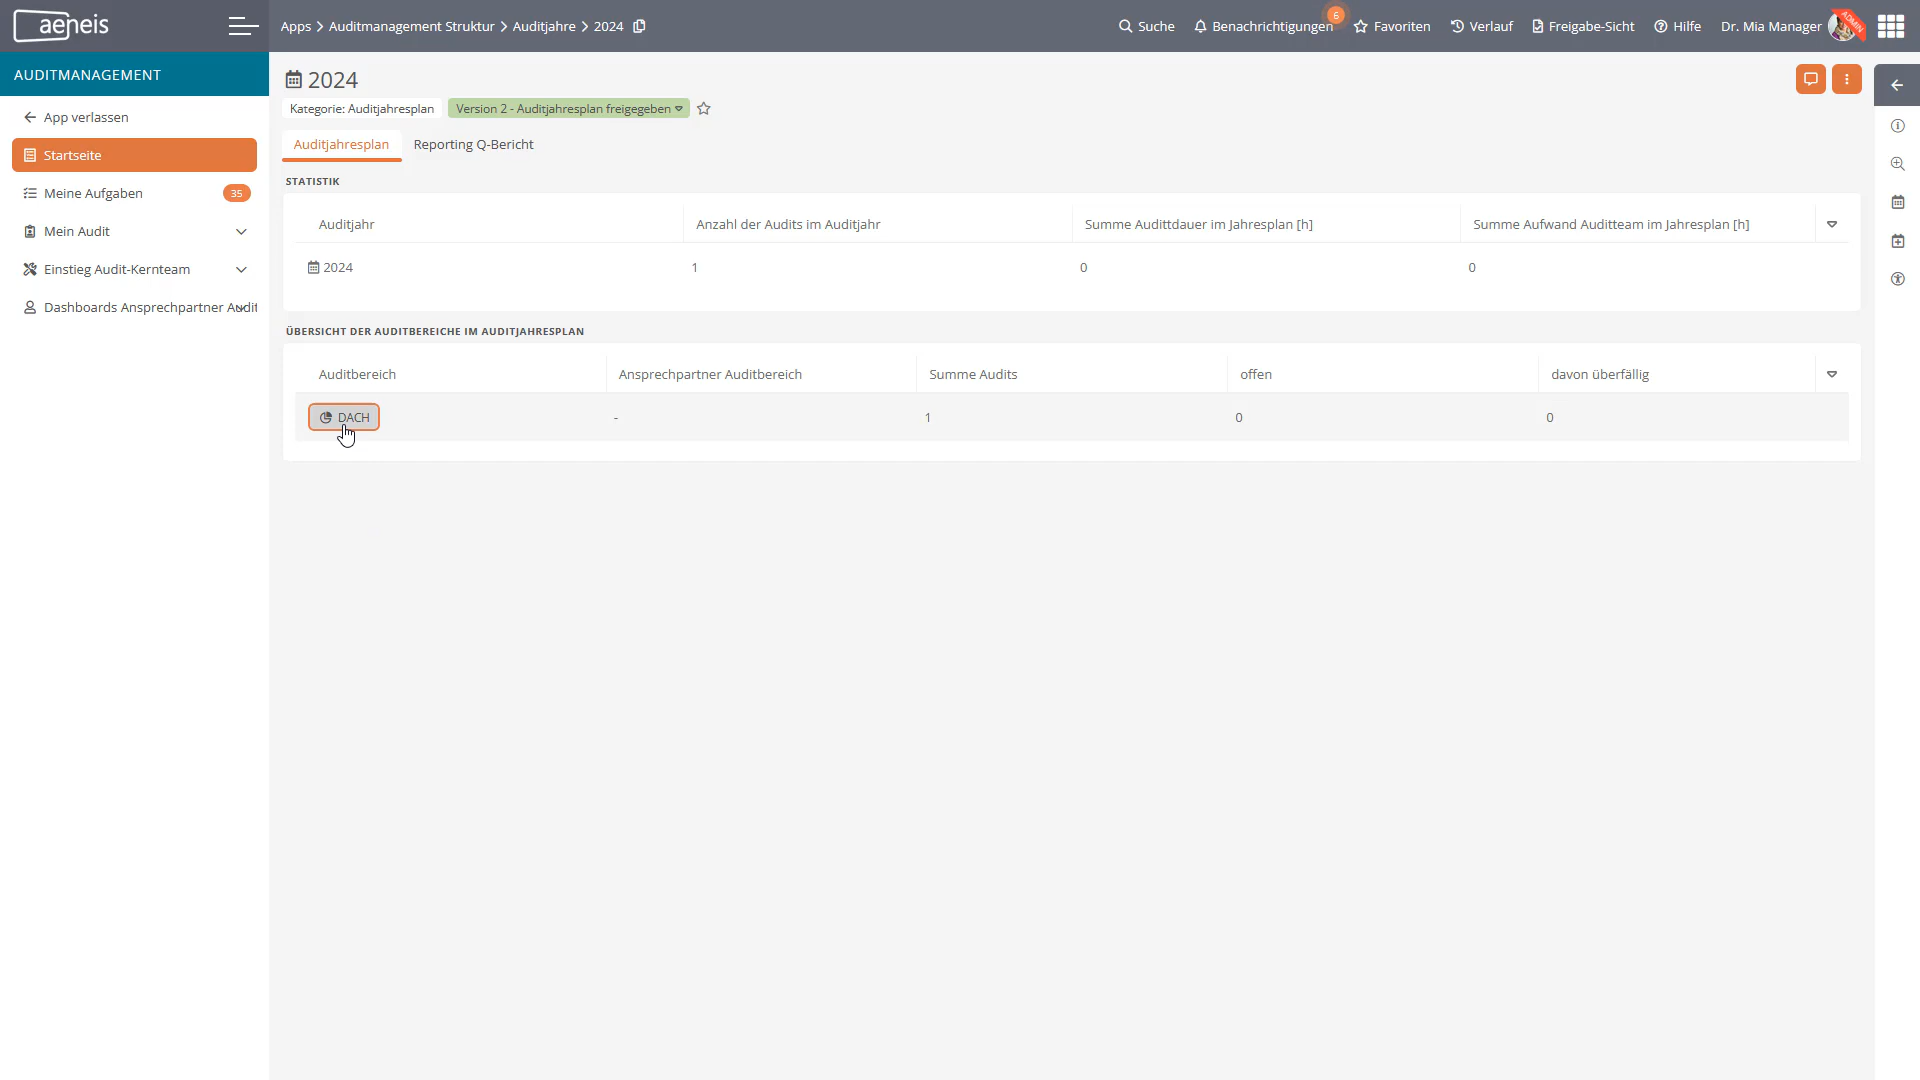 aeneis
Apps > Auditmanagement Struktur > Auditjahre > 2024
Suche
Benachrichtigungen
6
Favoriten
Verlauf
Freigabe-Sicht
Hilfe
Dr. Mia Manager
ADMIN
AUDITMANAGEMENT
App verlassen
Startseite
Meine Aufgaben 35
Mein Audit
Einstieg Audit-Kernteam
Dashboards Ansprechpartner Audit
2024
Kategorie: Auditjahresplan
Version 2 - Auditjahresplan freigegeben
Auditjahresplan
Reporting Q-Bericht
STATISTIK
Auditjahr Anzahl der Audits im Auditjahr Summe Audittdauer im Jahresplan [h] Summe Aufwand Auditteam im Jahresplan [h]
2024 1 0 0
ÜBERSICHT DER AUDITBEREICHE IM AUDITJAHRESPLAN
Auditbereich Ansprechpartner Auditbereich Summe Audits offen davon überfällig
DACH - 1 0 0